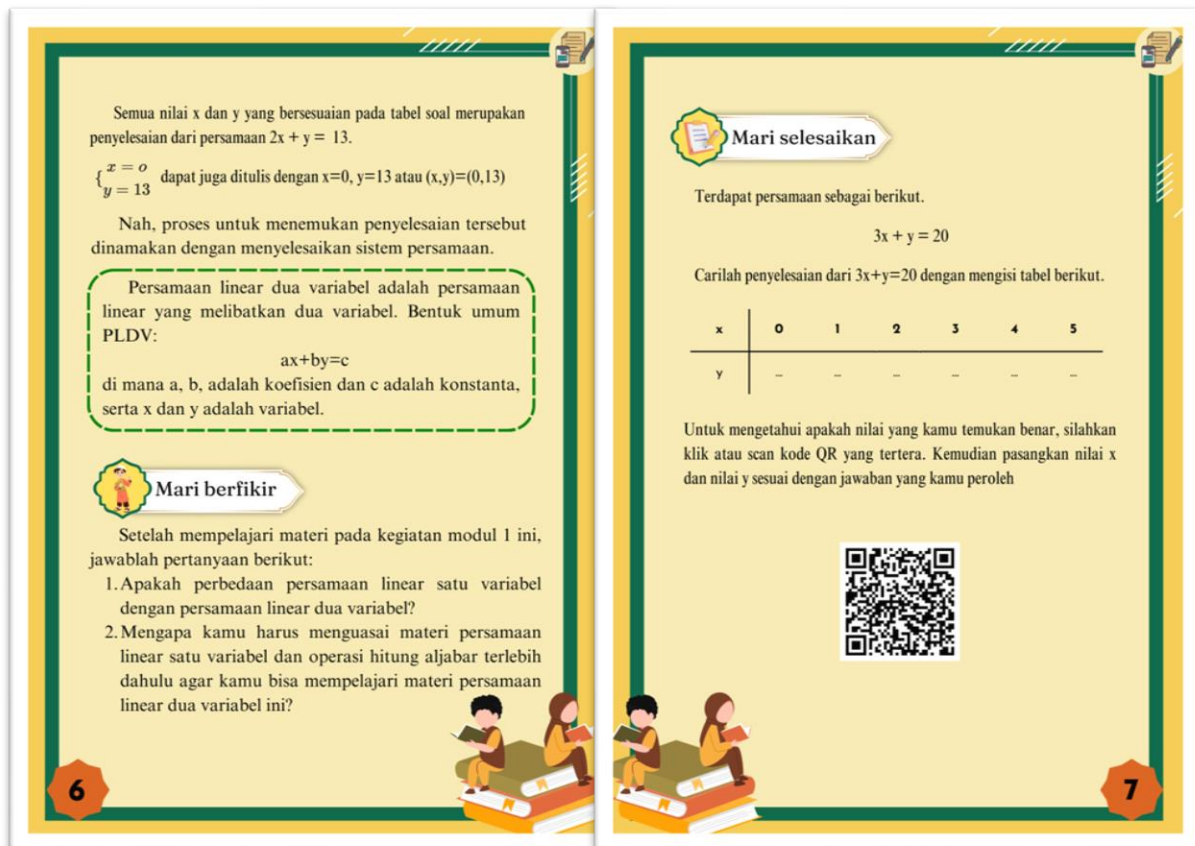 Semua nilai x dan y yang bersesuaian pada tabel soal merupakan
penyelesaian dari persamaan 2x + y = 13.
{x = o
y = 13 dapat juga ditulis dengan x=0, y=13 atau (x,y)=(0,13)
Nah, proses untuk menemukan penyelesaian tersebut
dinamakan dengan menyelesaikan sistem persamaan.
Persamaan linear dua variabel adalah persamaan
linear yang melibatkan dua variabel. Bentuk umum
PLDV:
ax+by=c
di mana a, b, adalah koefisien dan c adalah konstanta,
serta x dan y adalah variabel.
Mari berfikir
Setelah mempelajari materi pada kegiatan modul 1 ini,
jawablah pertanyaan berikut:
1. Apakah perbedaan persamaan linear satu variabel
dengan persamaan linear dua variabel?
2. Mengapa kamu harus menguasai materi persamaan
linear satu variabel dan operasi hitung aljabar terlebih
dahulu agar kamu bisa mempelajari materi persamaan
linear dua variabel ini?
6
Mari selesaikan
Terdapat persamaan sebagai berikut.
3x + y = 20
Carilah penyelesaian dari 3x+y=20 dengan mengisi tabel berikut.
x 0 1 2 3 4 5
y ... ... ... ... ... ...
Untuk mengetahui apakah nilai yang kamu temukan benar, silahkan
klik atau scan kode QR yang tertera. Kemudian pasangkan nilai x
dan nilai y sesuai dengan jawaban yang kamu peroleh
7